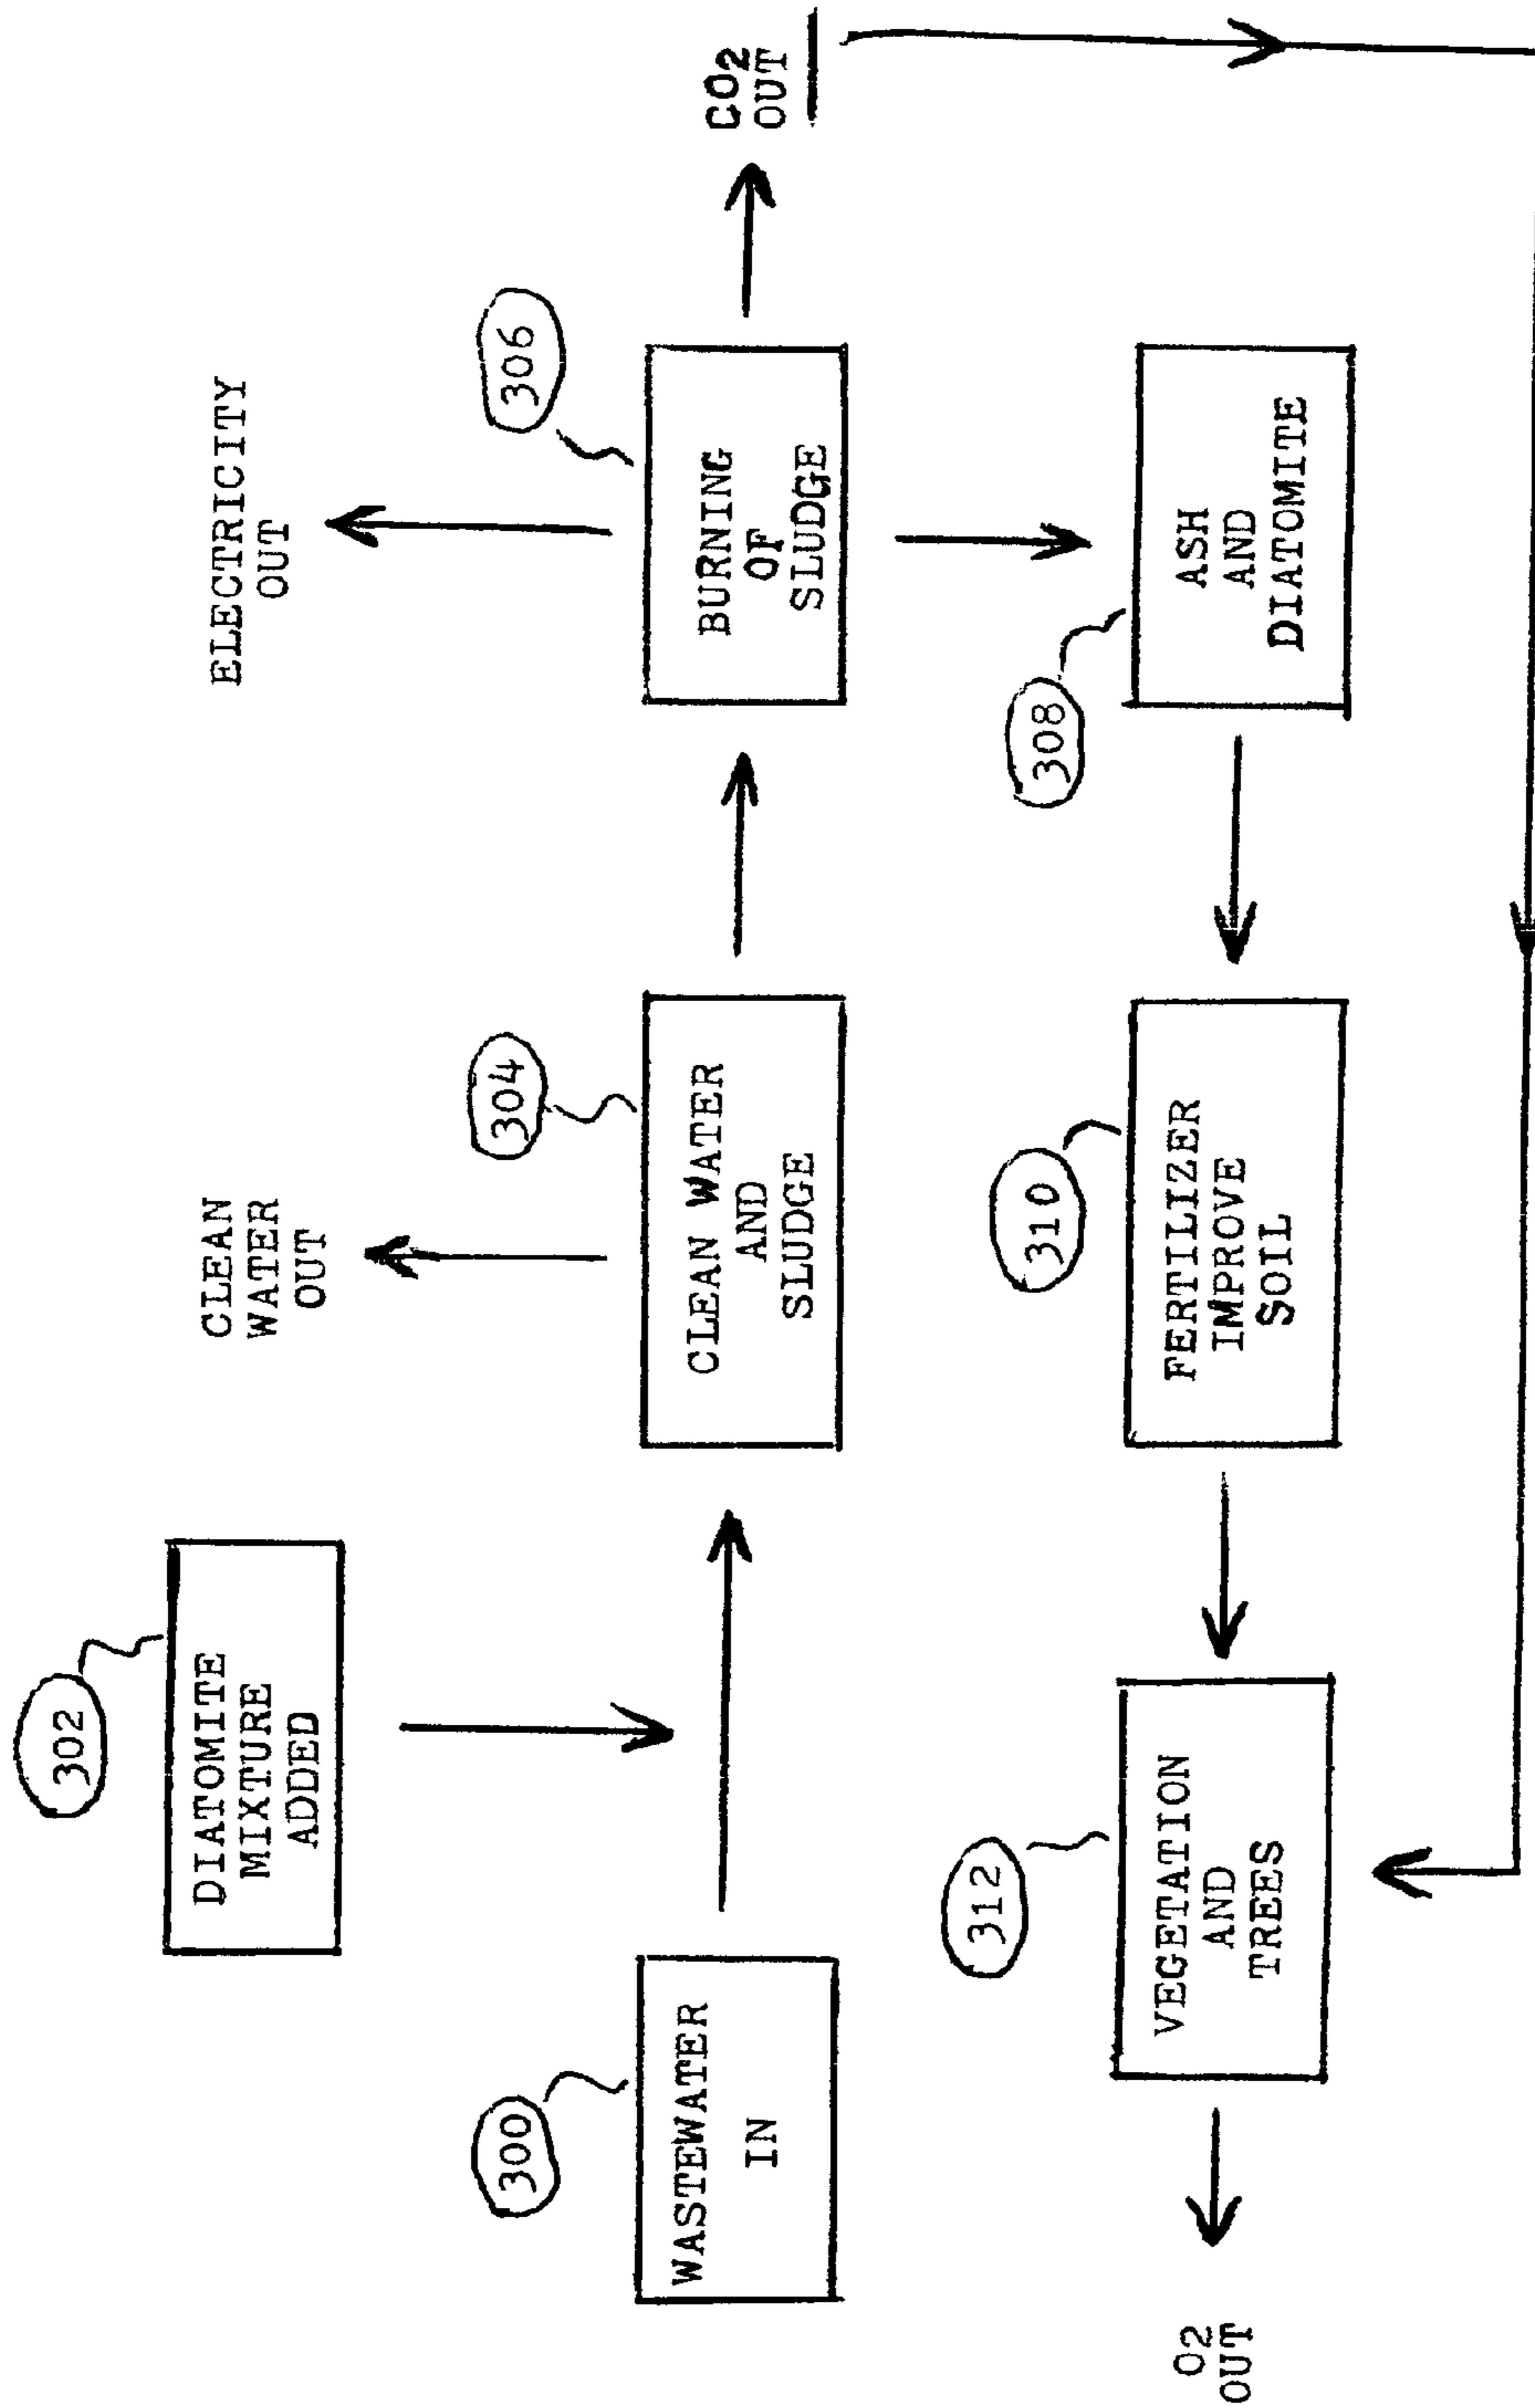 302
DIATOMITE
MIXTURE
ADDED
CLEAN
WATER
OUT
ELECTRICITY
OUT
300
WASTEWATER
IN
304
CLEAN WATER
AND
SLUDGE
306
BURNING
OF
SLUDGE
CO2
OUT
312
VEGETATION
AND
TREES
310
FERTILIZER
IMPROVE
SOIL
308
ASH
AND
DIATOMITE
O2
OUT